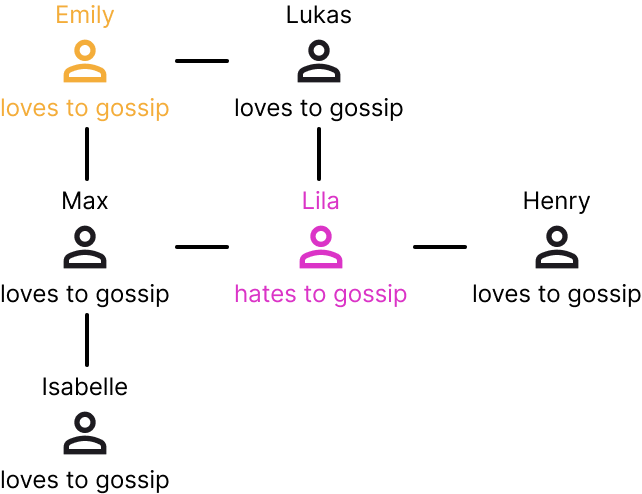 Emily
Lukas
loves to gossip
loves to gossip
Max
Lila
Henry
loves to gossip
hates to gossip
loves to gossip
Isabelle
loves to gossip